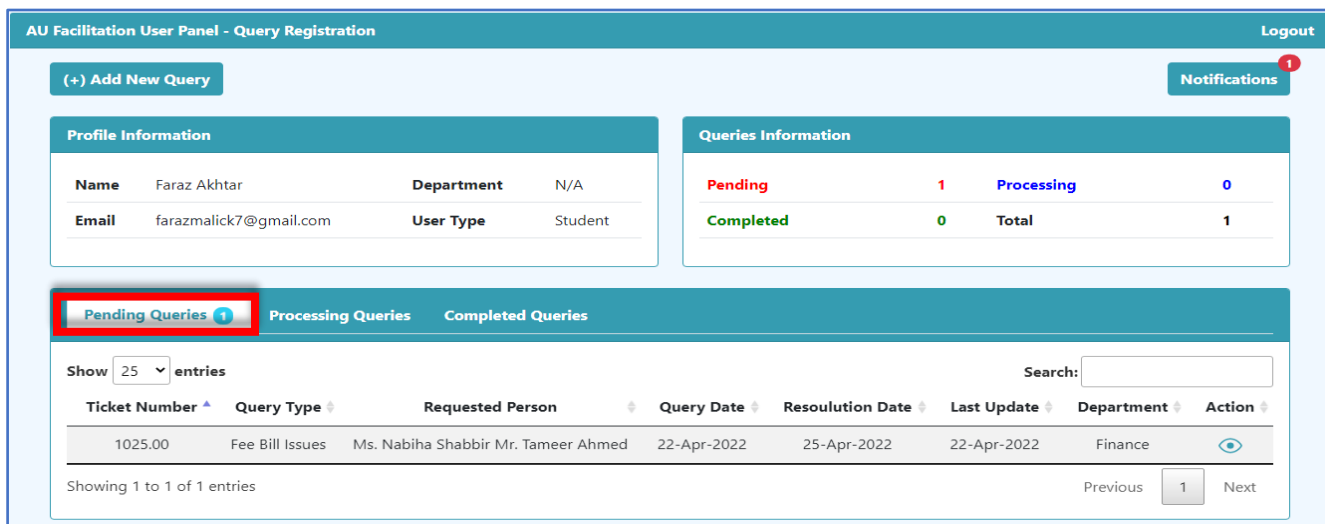 AU Facilitation User Panel - Query Registration Logout
(+) Add New Query Notifications 1
Profile Information
Name Faraz Akhtar Department N/A
Email farazmalick7@gmail.com User Type Student
Queries Information
Pending 1 Processing 0
Completed 0 Total 1
Pending Queries 1 Processing Queries Completed Queries
Show 25 entries Search:
Ticket Number Query Type Requested Person Query Date Resoulution Date Last Update Department Action
1025.00 Fee Bill Issues Ms. Nabiha Shabbir Mr. Tameer Ahmed 22-Apr-2022 25-Apr-2022 22-Apr-2022 Finance
Showing 1 to 1 of 1 entries Previous 1 Next